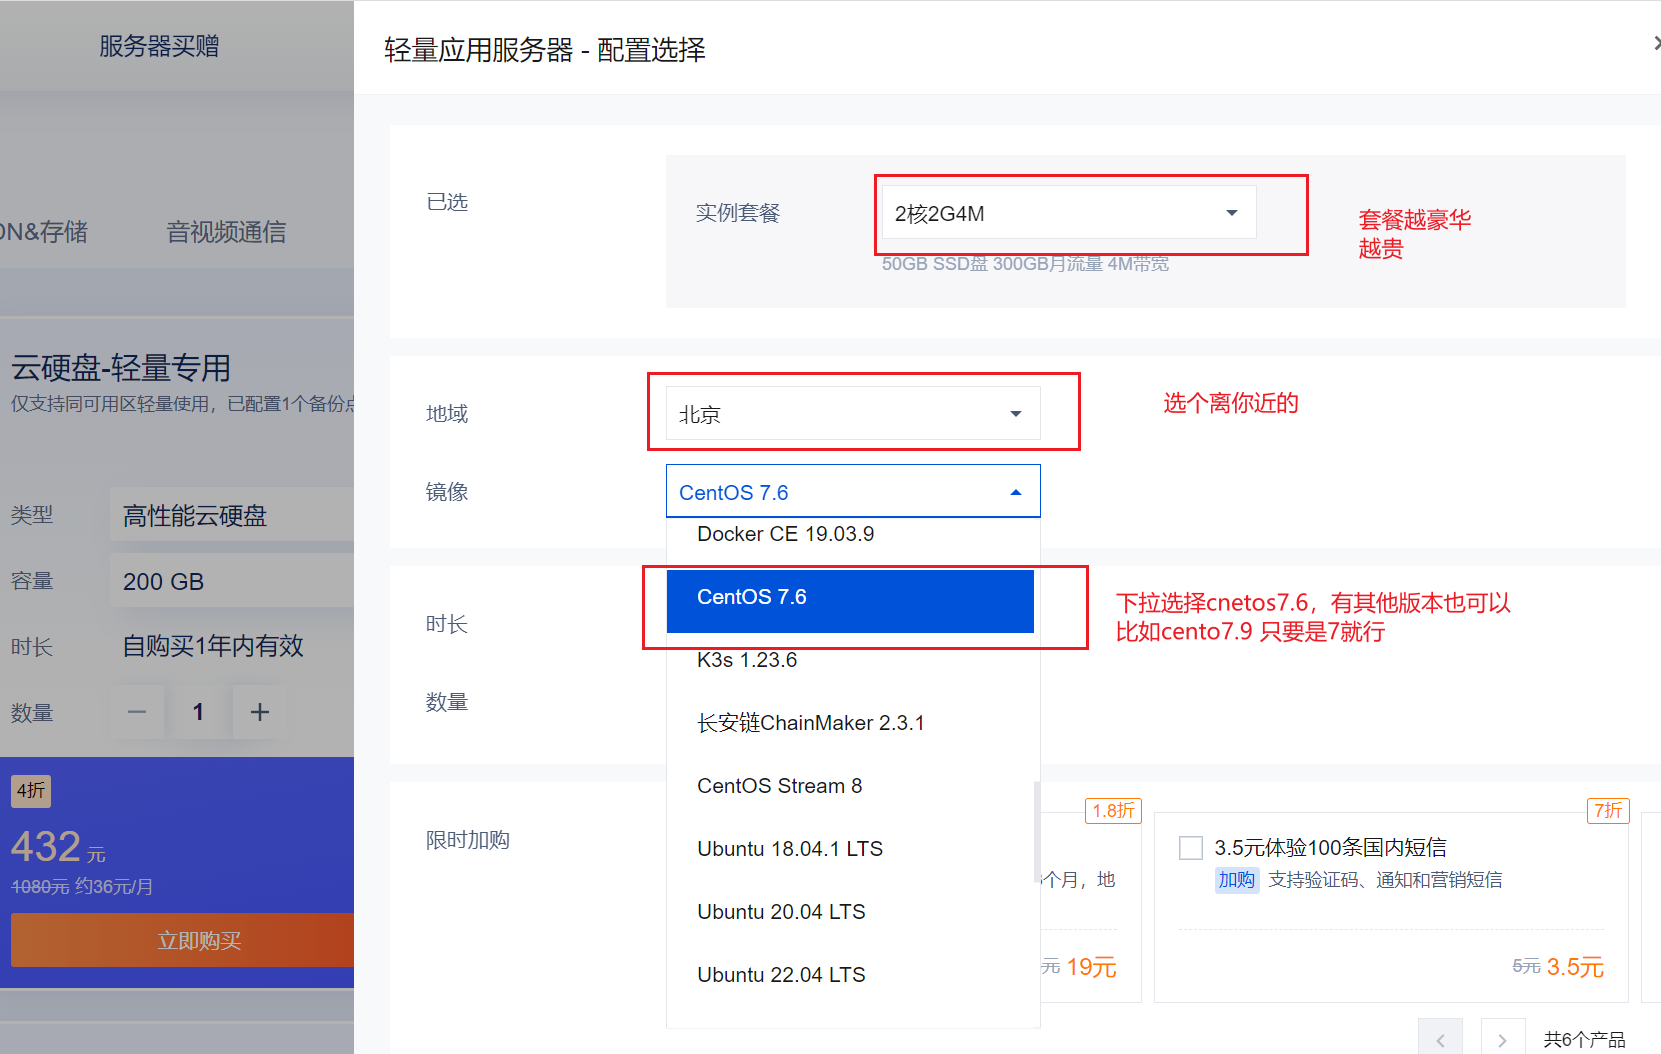 服务器买赠
轻量应用服务器 - 配置选择
已选
实例套餐
2核2G4M
50GB SSD盘 300GB月流量 4M带宽
套餐越豪华
越贵
DN&存储
音视频通信
云硬盘-轻量专用
仅支持同可用区轻量使用，已配置1个备份点
地域
北京
选个离你近的
镜像
CentOS 7.6
Docker CE 19.03.9
CentOS 7.6
K3s 1.23.6
长安链ChainMaker 2.3.1
CentOS Stream 8
Ubuntu 18.04.1 LTS
Ubuntu 20.04 LTS
Ubuntu 22.04 LTS
下拉选择cnetos7.6，有其他版本也可以
比如cento7.9 只要是7就行
类型
高性能云硬盘
容量
200 GB
时长
自购买1年内有效
数量
1
时长
数量
4折
432 元
1080元 约36元/月
立即购买
限时加购
1.8折
个月，地
元 19元
7折
3.5元体验100条国内短信
加购 支持验证码、通知和营销短信
5元 3.5元
共6个产品